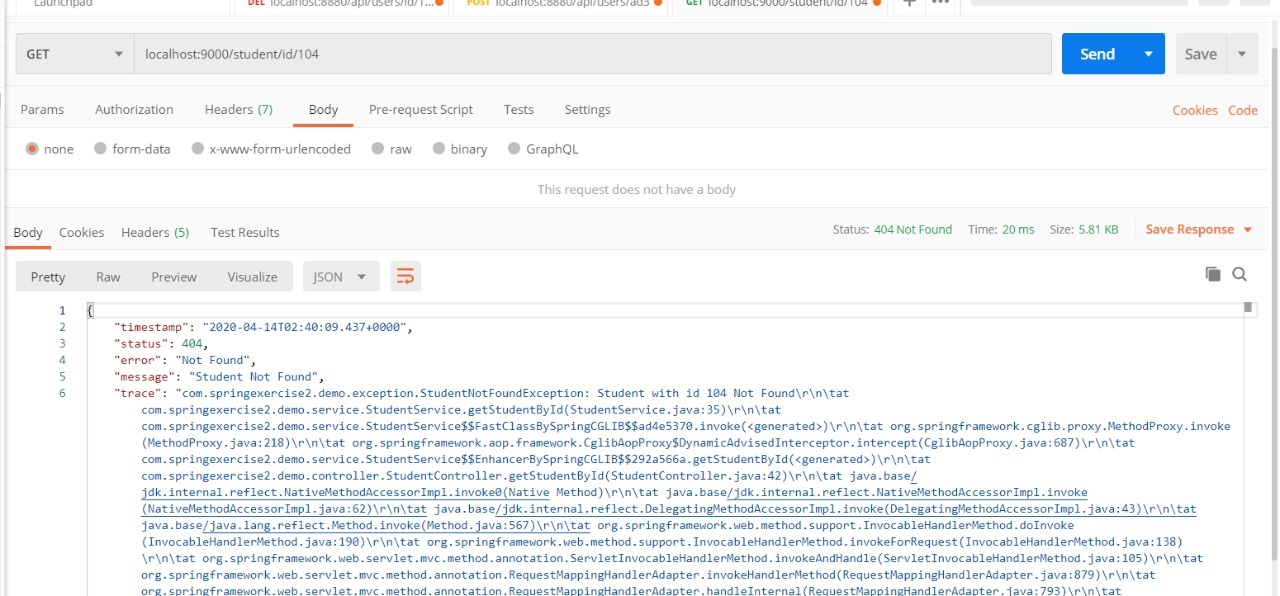 Launchpad
DEL localhost:8880/api/users/id/1...
POST localhost:8880/api/users/ad3
GET localhost:9000/student/id/104
+ •••
GET localhost:9000/student/id/104 Send Save
Params Authorization Headers (7) Body Pre-request Script Tests Settings Cookies Code
none form-data x-www-form-urlencoded raw binary GraphQL
This request does not have a body
Body Cookies Headers (5) Test Results Status: 404 Not Found Time: 20 ms Size: 5.81 KB Save Response
Pretty Raw Preview Visualize JSON
1 {
2 "timestamp": "2020-04-14T02:40:09.437+0000",
3 "status": 404,
4 "error": "Not Found",
5 "message": "Student Not Found",
6 "trace": "com.springexercise2.demo.exception.StudentNotFoundException: Student with id 104 Not Found\r\n\tat
com.springexercise2.demo.service.StudentService.getStudentById(StudentService.java:35)\r\n\tat
com.springexercise2.demo.service.StudentService$$FastClassBySpringCGLIB$$ad4e5370.invoke(<generated>)\r\n\tat org.springframework.cglib.proxy.MethodProxy.invoke
(MethodProxy.java:218)\r\n\tat org.springframework.aop.framework.CglibAopProxy$DynamicAdvisedInterceptor.intercept(CglibAopProxy.java:687)\r\n\tat
com.springexercise2.demo.service.StudentService$$EnhancerBySpringCGLIB$$292a566a.getStudentById(<generated>)\r\n\tat
com.springexercise2.demo.controller.StudentController.getStudentById(StudentController.java:42)\r\n\tat java.base/
jdk.internal.reflect.NativeMethodAccessorImpl.invoke0(Native Method)\r\n\tat java.base/jdk.internal.reflect.NativeMethodAccessorImpl.invoke
(NativeMethodAccessorImpl.java:62)\r\n\tat java.base/jdk.internal.reflect.DelegatingMethodAccessorImpl.invoke(DelegatingMethodAccessorImpl.java:43)\r\n\tat
java.base/java.lang.reflect.Method.invoke(Method.java:567)\r\n\tat org.springframework.web.method.support.InvocableHandlerMethod.doInvoke
(InvocableHandlerMethod.java:190)\r\n\tat org.springframework.web.method.support.InvocableHandlerMethod.invokeForRequest(InvocableHandlerMethod.java:138)
\r\n\tat org.springframework.web.servlet.mvc.method.annotation.ServletInvocableHandlerMethod.invokeAndHandle(ServletInvocableHandlerMethod.java:105)\r\n\tat
org.springframework.web.servlet.mvc.method.annotation.RequestMappingHandlerAdapter.invokeHandlerMethod(RequestMappingHandlerAdapter.java:879)\r\n\tat
org.springframework.web.servlet.mvc.method.annotation.RequestMappingHandlerAdapter.handleInternal(RequestMappingHandlerAdapter.java:793)\r\n\tat